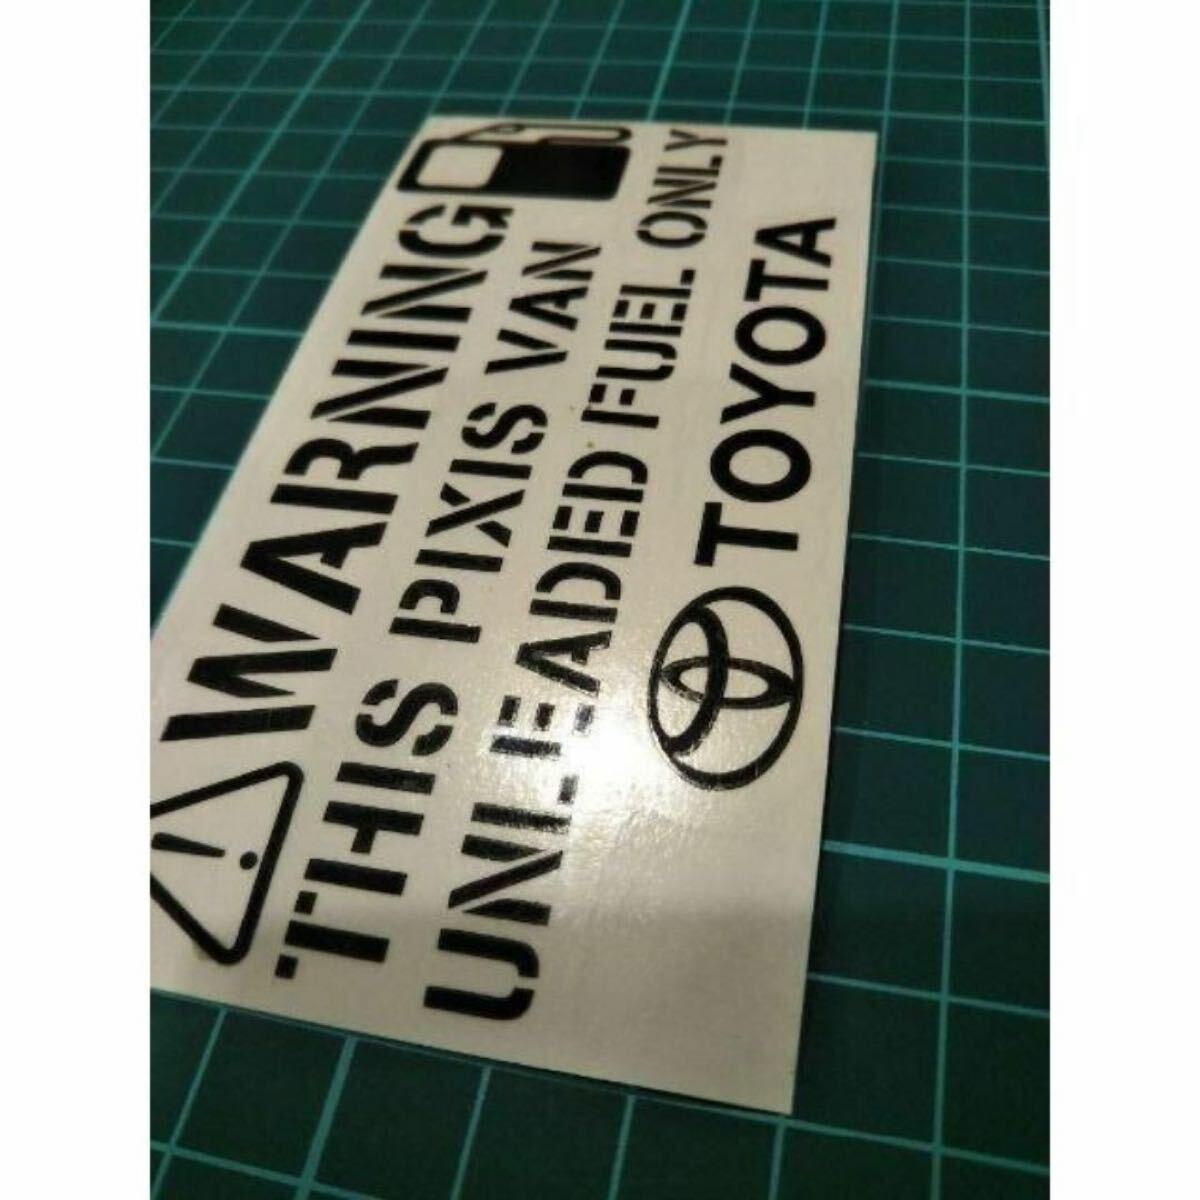 WARNING
THIS PIXIS VAN
UNLEADED FUEL ONLY
TOYOTA